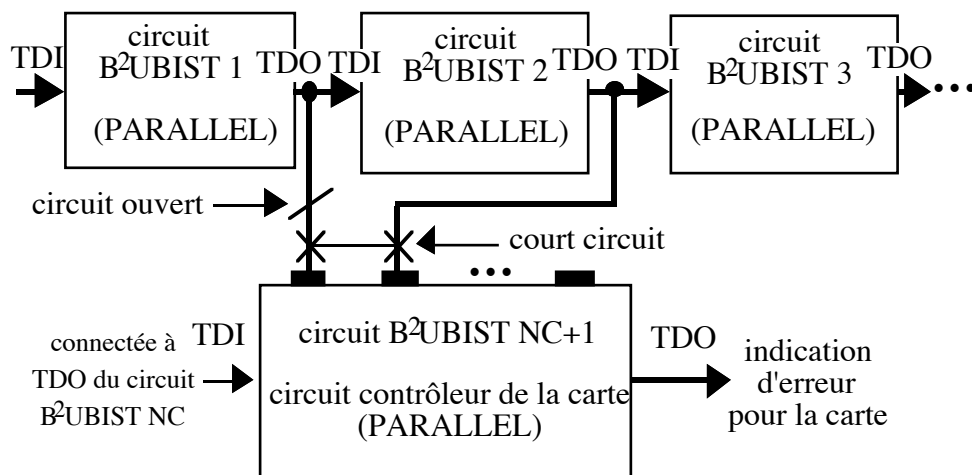 circuit
B²UBIST 1
(PARALLEL)
circuit
B²UBIST 2
(PARALLEL)
circuit
B²UBIST 3
(PARALLEL)
TDI
TDO
TDI
TDO
TDI
TDO
...
circuit ouvert
court circuit
...
connectée à
TDO du circuit
B²UBIST NC
TDI
circuit B²UBIST NC+1
circuit contrôleur de la carte
(PARALLEL)
TDO
indication
d'erreur
pour la carte